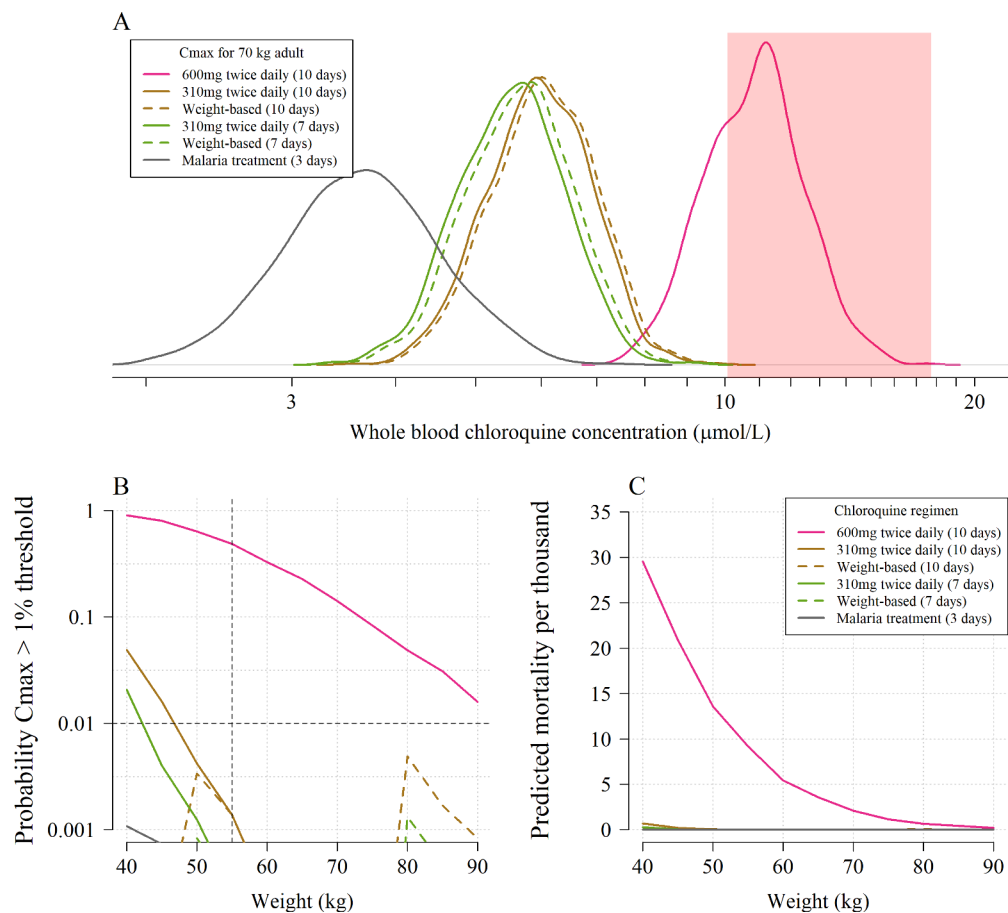 A
Cmax for 70 kg adult
600mg twice daily (10 days)
310mg twice daily (10 days)
Weight-based (10 days)
310mg twice daily (7 days)
Weight-based (7 days)
Malaria treatment (3 days)
3
10
20
Whole blood chloroquine concentration (μmol/L)
B
Probability Cmax > 1% threshold
1
0.1
0.01
0.001
40
50
60
70
80
90
Weight (kg)
C
Predicted mortality per thousand
35
30
25
20
15
10
5
0
Chloroquine regimen
600mg twice daily (10 days)
310mg twice daily (10 days)
Weight-based (10 days)
310mg twice daily (7 days)
Weight-based (7 days)
Malaria treatment (3 days)
40
50
60
70
80
90
Weight (kg)